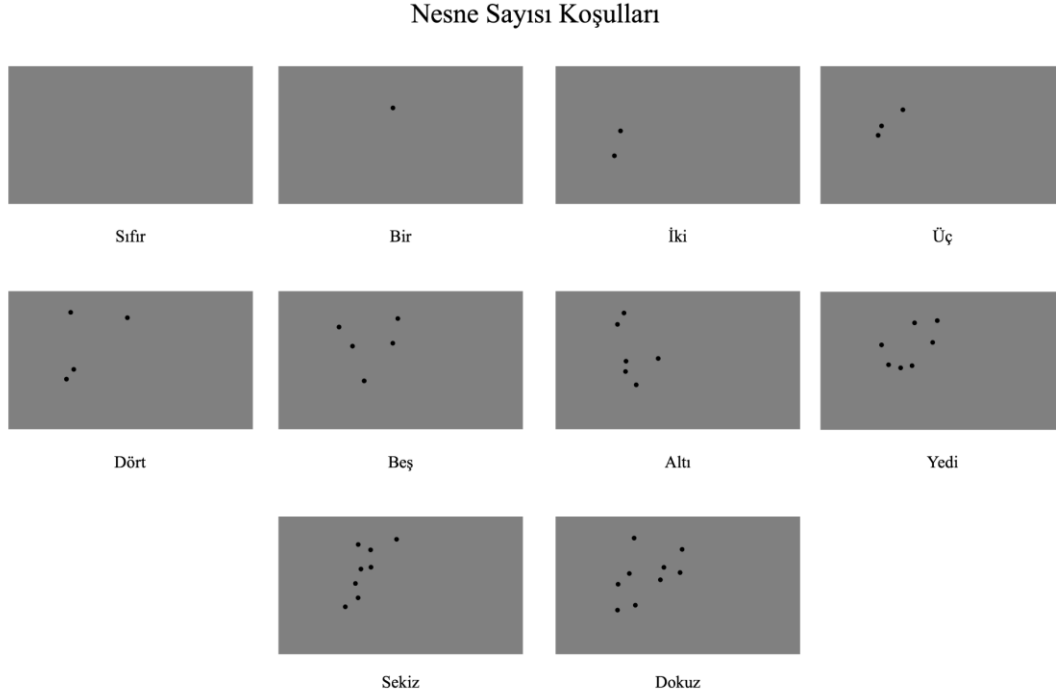 Nesne Sayısı Koşulları
Sıfır
Bir
İki
Üç
Dört
Beş
Altı
Yedi
Sekiz
Dokuz